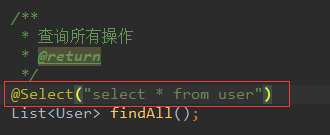 /**
* 查询所有操作
* @return
*/
@Select("select * from user")
List<User> findAll();